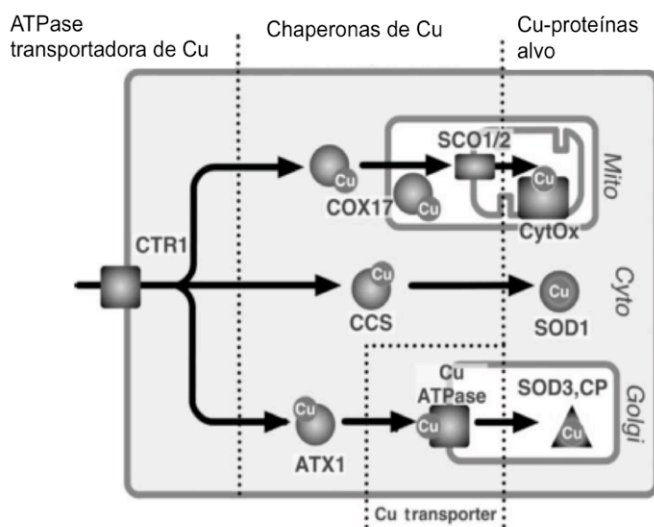 ATPase
transportadora de Cu
Chaperonas de Cu
Cu-proteínas
alvo
SCO1/2
Cu
COX17
Cu
Cu
CytOx
Mito
CTR1
Cu
CCS
Cu
SOD1
Cyto
Cu
ATX1
Cu
ATPase
Cu
SOD3,CP
Cu
Golgi
Cu transporter